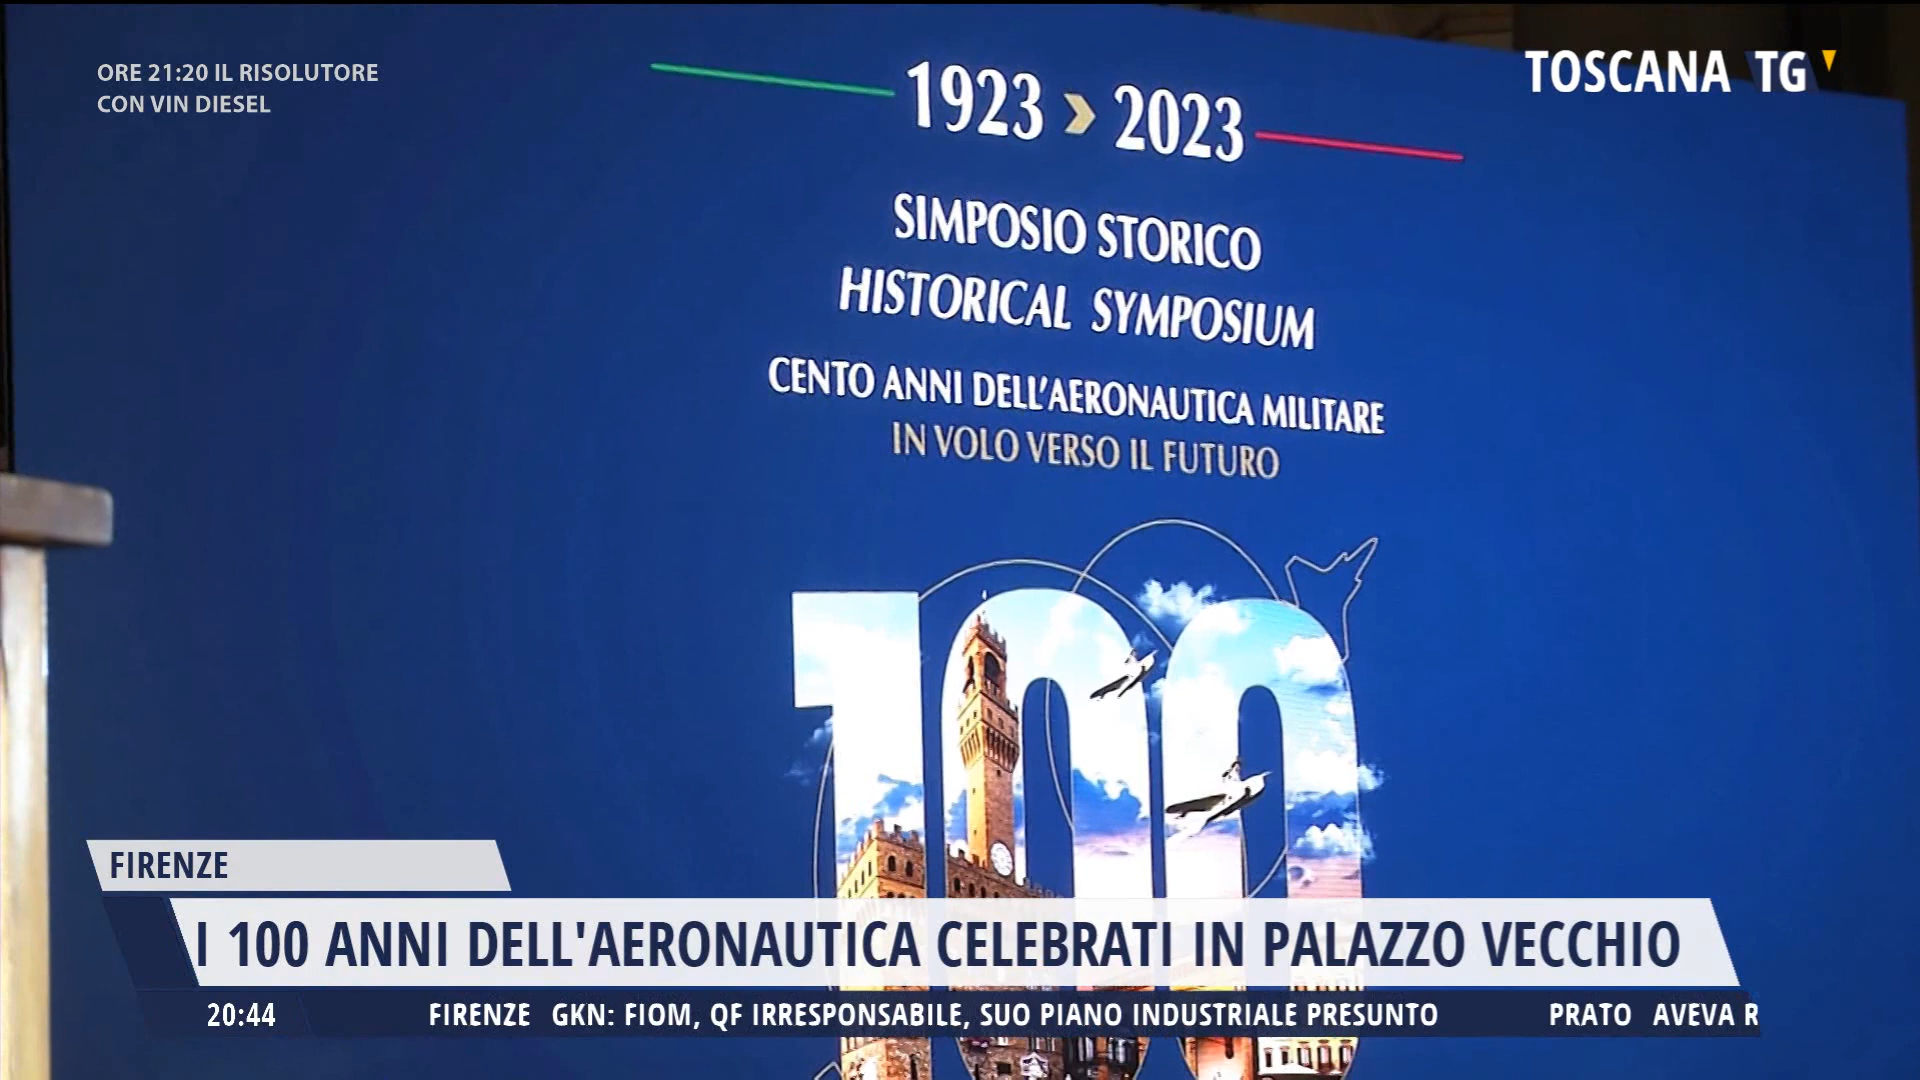 ORE 21:20 IL RISOLUTORE
CON VIN DIESEL
TOSCANA TG
1923 › 2023
SIMPOSIO STORICO
HISTORICAL SYMPOSIUM
CENTO ANNI DELL'AERONAUTICA MILITARE
IN VOLO VERSO IL FUTURO
100
FIRENZE
I 100 ANNI DELL'AERONAUTICA CELEBRATI IN PALAZZO VECCHIO
20:44 FIRENZE GKN: FIOM, QF IRRESPONSABILE, SUO PIANO INDUSTRIALE PRESUNTO PRATO AVEVA R